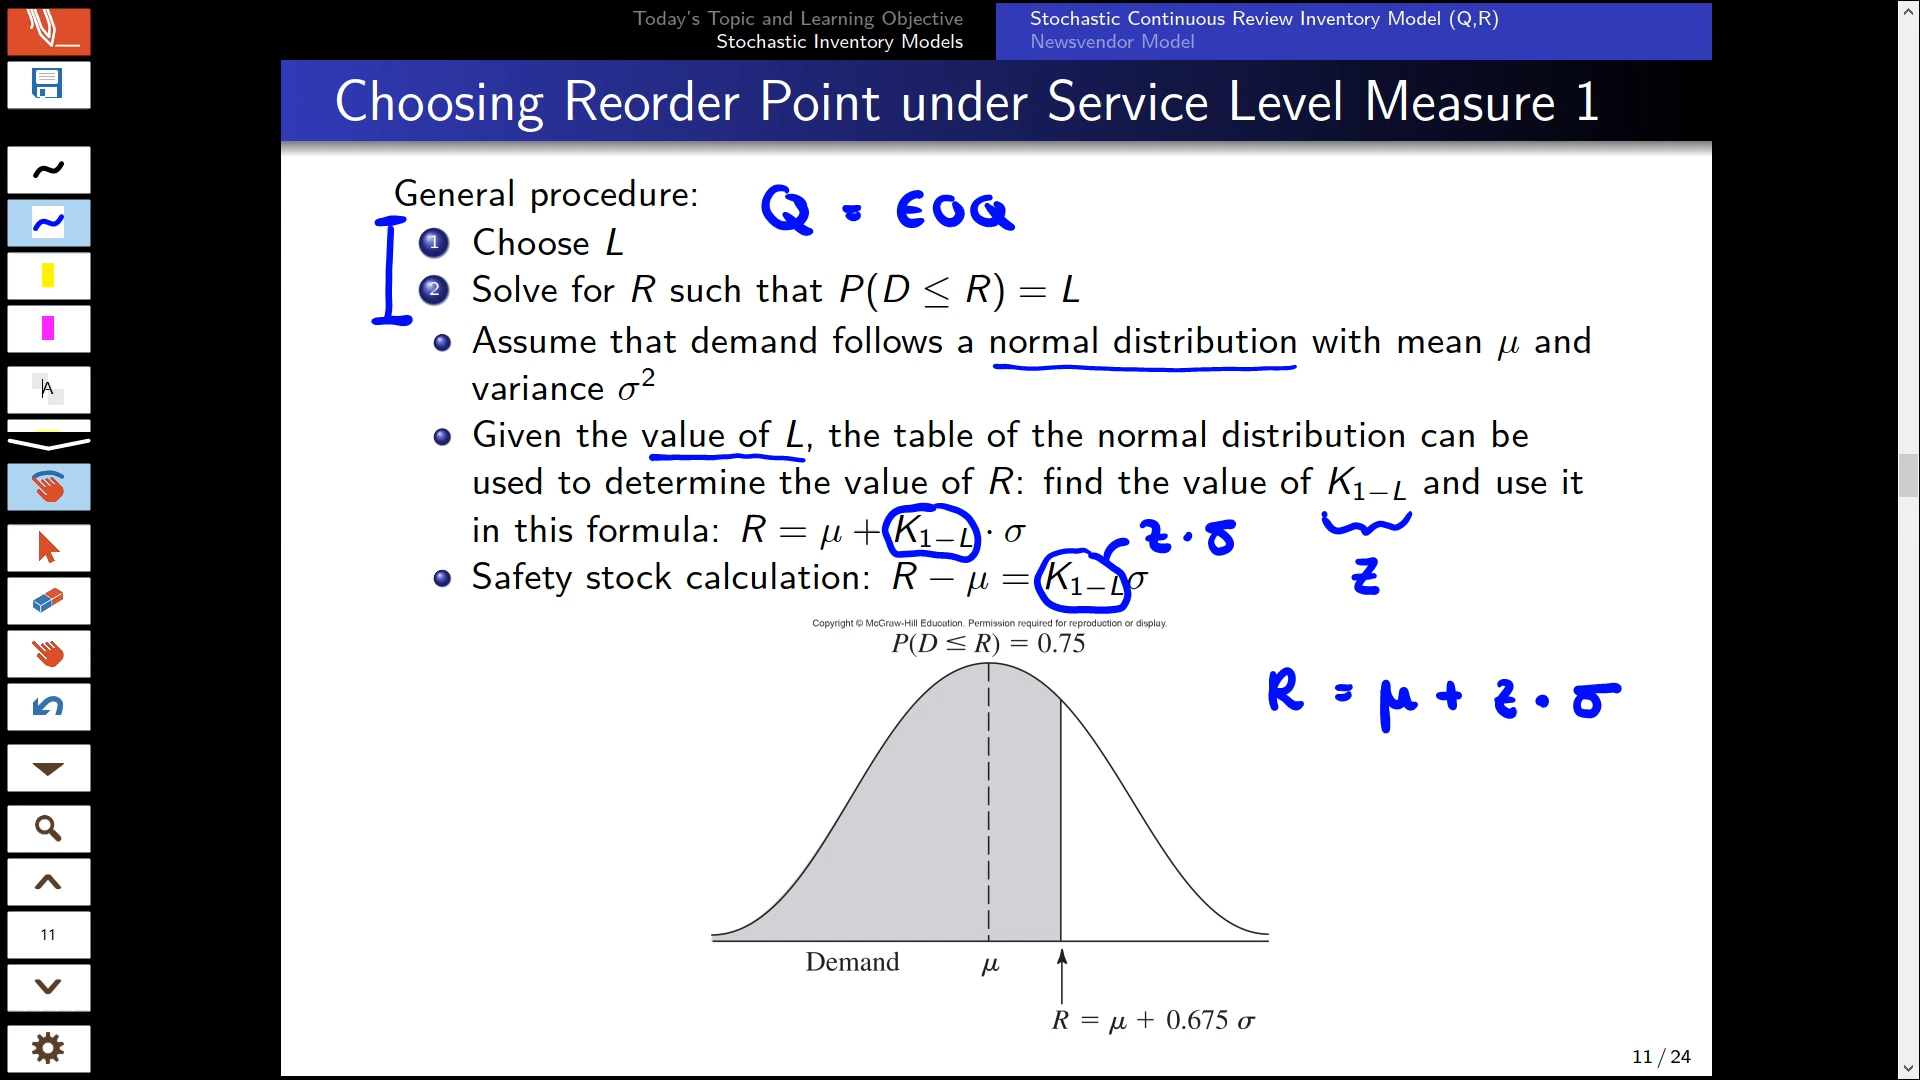 Today's Topic and Learning Objective
Stochastic Inventory Models
Stochastic Continuous Review Inventory Model (Q,R)
Newsvendor Model
Choosing Reorder Point under Service Level Measure 1
General procedure:
Q = EOQ
1 Choose L
2 Solve for R such that P(D ≤ R) = L
Assume that demand follows a normal distribution with mean μ and
variance σ²
Given the value of L, the table of the normal distribution can be
used to determine the value of R: find the value of K₁₋L and use it
in this formula: R = μ + K₁₋L · σ
z · σ
z
Safety stock calculation: R − μ = K₁₋Lσ
Copyright © McGraw-Hill Education. Permission required for reproduction or display.
P(D ≤ R) = 0.75
R = μ + z · σ
Demand
μ
R = μ + 0.675 σ
11 / 24
A
11